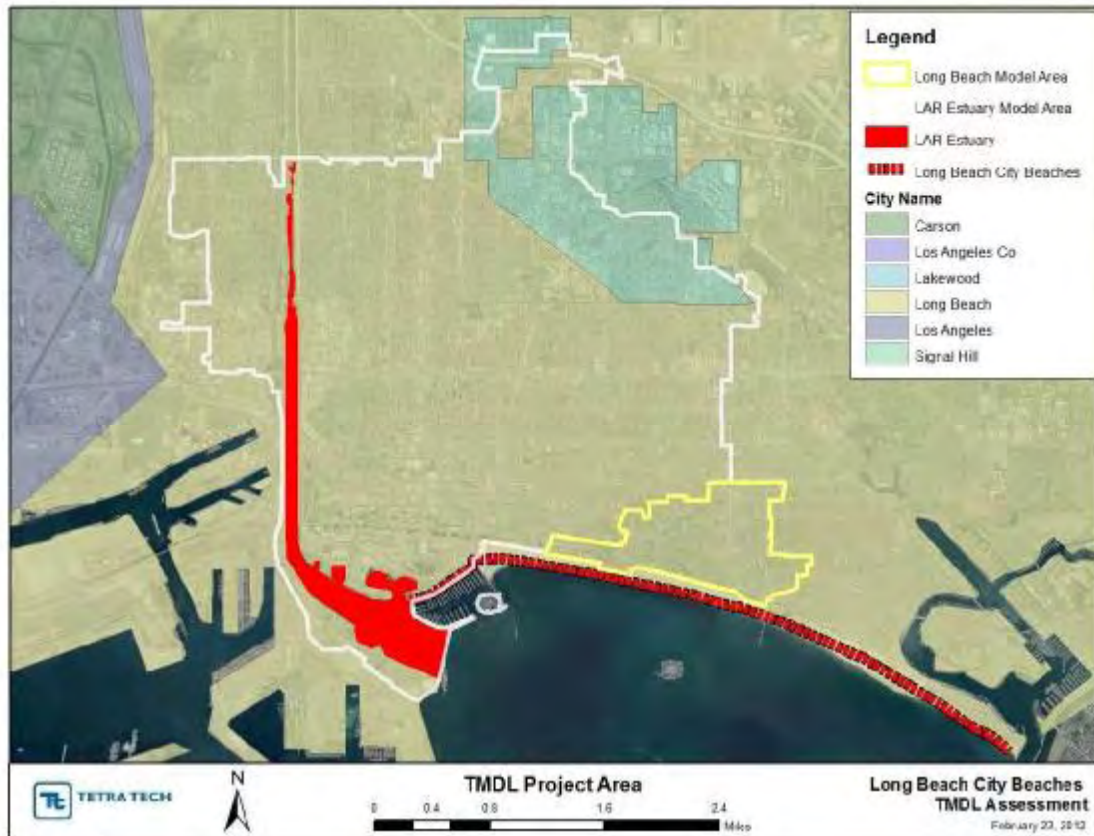 Legend
Long Beach Model Area
LAR Estuary Model Area
LAR Estuary
Long Beach City Beaches
City Name
Carson
Los Angeles Co
Lakewood
Long Beach
Los Angeles
Signal Hill
TETRA TECH
N
TMDL Project Area
0 0.4 0.8 1.6 2.4
Miles
Long Beach City Beaches
TMDL Assessment
February 23, 2012